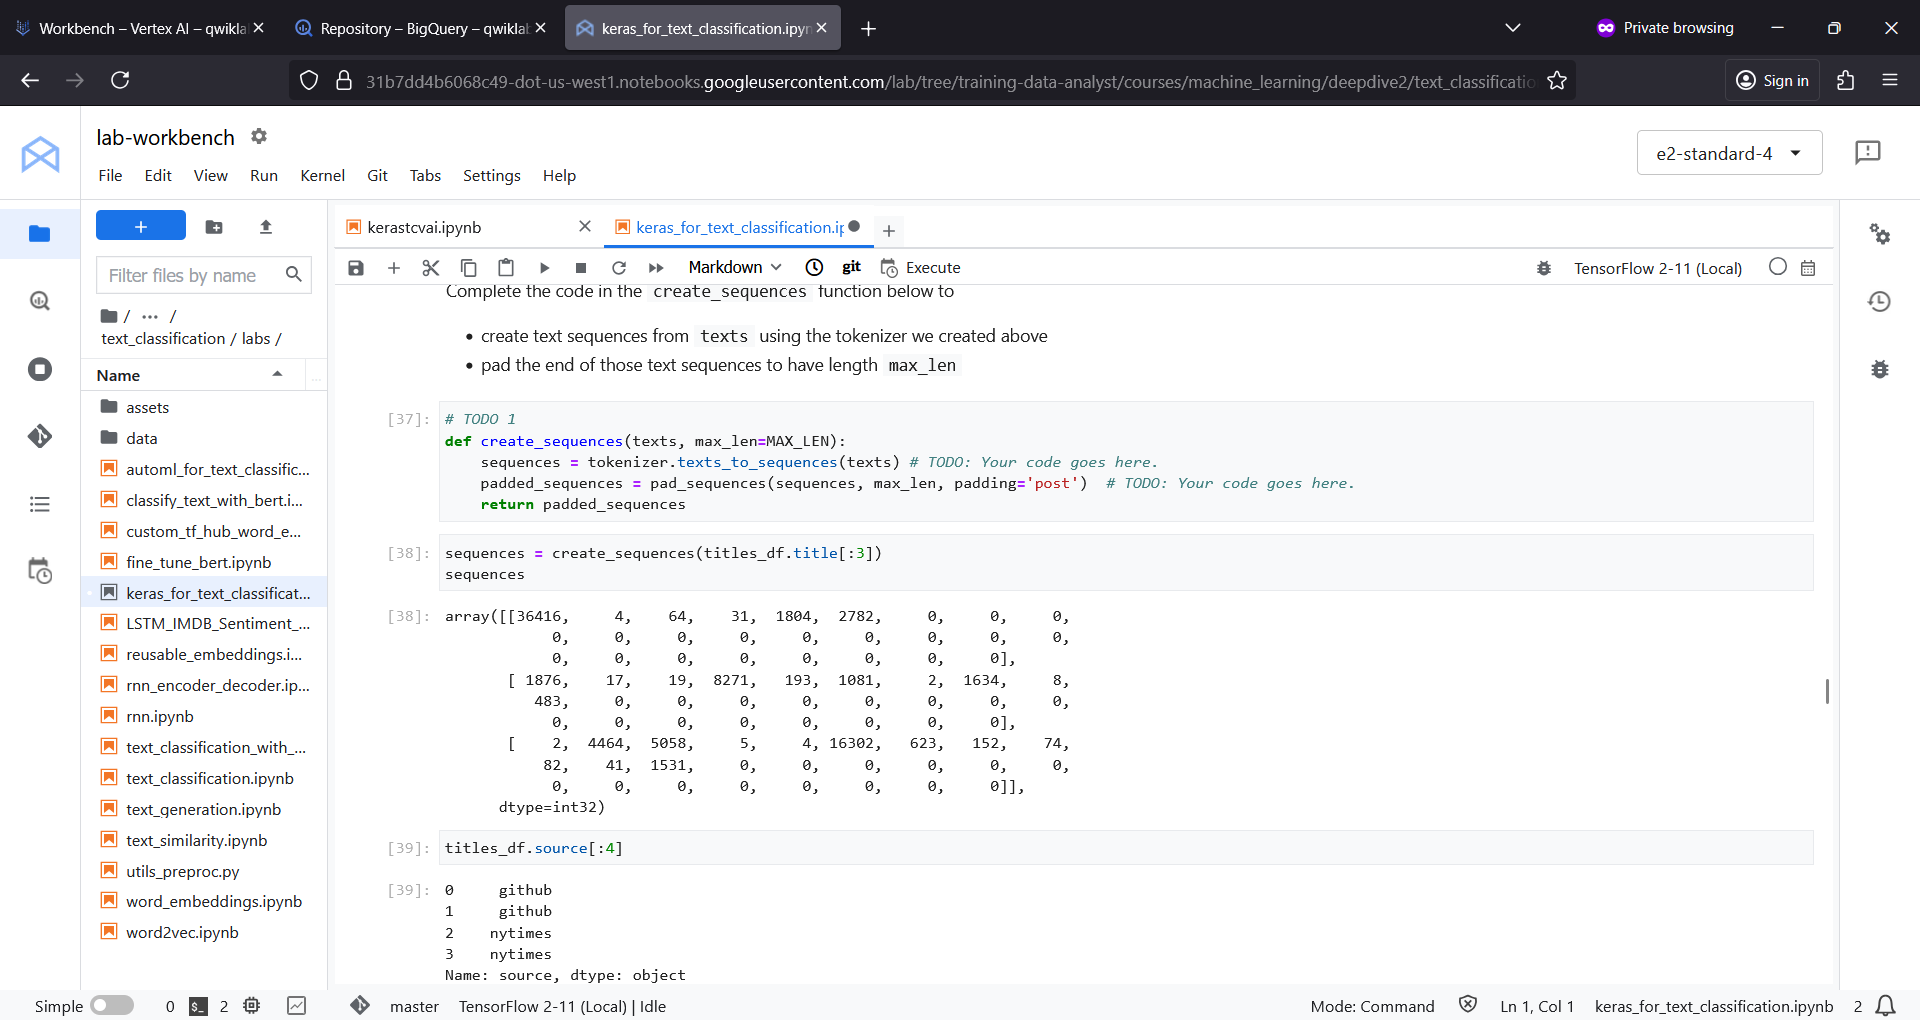 Workbench – Vertex AI – qwikla
Repository – BigQuery – qwiklab
keras_for_text_classification.ipyn
Private browsing
31b7dd4b6068c49-dot-us-west1.notebooks.googleusercontent.com/lab/tree/training-data-analyst/courses/machine_learning/deepdive2/text_classificatio
Sign in
lab-workbench
e2-standard-4
File Edit View Run Kernel Git Tabs Settings Help
kerastcvai.ipynb
keras_for_text_classification.ip
Filter files by name
Markdown
git
Execute
TensorFlow 2-11 (Local)
/ ... /
text_classification / labs /
Name
assets
data
automl_for_text_classific...
classify_text_with_bert.i...
custom_tf_hub_word_e...
fine_tune_bert.ipynb
keras_for_text_classificat...
LSTM_IMDB_Sentiment_...
reusable_embeddings.i...
rnn_encoder_decoder.ip...
rnn.ipynb
text_classification_with_...
text_classification.ipynb
text_generation.ipynb
text_similarity.ipynb
utils_preproc.py
word_embeddings.ipynb
word2vec.ipynb
Complete the code in the create_sequences function below to
• create text sequences from texts using the tokenizer we created above
• pad the end of those text sequences to have length max_len
[37]: # TODO 1
def create_sequences(texts, max_len=MAX_LEN):
    sequences = tokenizer.texts_to_sequences(texts) # TODO: Your code goes here.
    padded_sequences = pad_sequences(sequences, max_len, padding='post')  # TODO: Your code goes here.
    return padded_sequences
[38]: sequences = create_sequences(titles_df.title[:3])
sequences
[38]: array([[36416,     4,    64,    31,  1804,  2782,     0,     0,     0,
            0,     0,     0,     0,     0,     0,     0,     0,     0,
            0,     0,     0,     0,     0,     0,     0,     0],
       [ 1876,    17,    19,  8271,   193,  1081,     2,  1634,     8,
          483,     0,     0,     0,     0,     0,     0,     0,     0,
            0,     0,     0,     0,     0,     0,     0,     0],
       [    2,  4464,  5058,     5,     4, 16302,   623,   152,    74,
           82,    41,  1531,     0,     0,     0,     0,     0,     0,
            0,     0,     0,     0,     0,     0,     0,     0]],
      dtype=int32)
[39]: titles_df.source[:4]
[39]: 0     github
1     github
2    nytimes
3    nytimes
Name: source, dtype: object
Simple
0
$_
2
master
TensorFlow 2-11 (Local) | Idle
Mode: Command
Ln 1, Col 1
keras_for_text_classification.ipynb
2